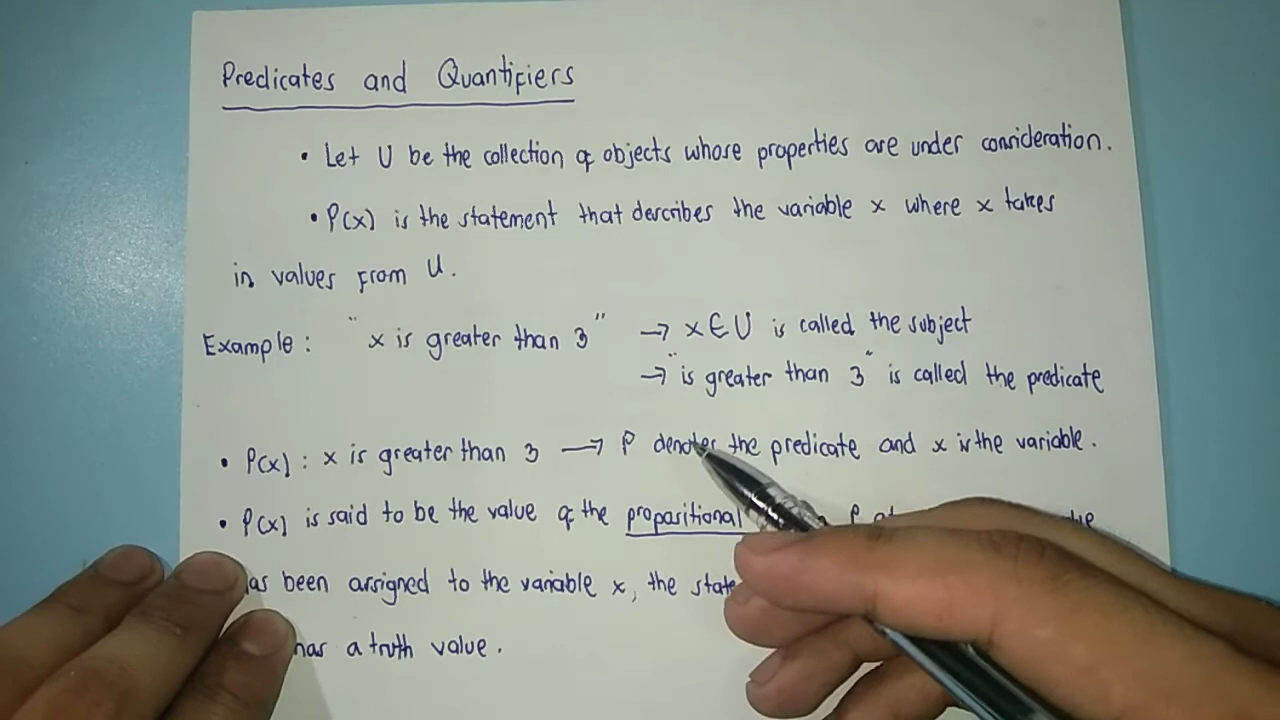 Predicates and Quantifiers
• Let U be the collection of objects whose properties are under consideration.
• P(x) is the statement that describes the variable x where x takes
in values from U.
Example: "x is greater than 3" → x ∈ U is called the subject
→ "is greater than 3" is called the predicate
• P(x) : x is greater than 3 → P denotes the predicate and x is the variable.
• P(x) is said to be the value of the propositional P at
been assigned to the variable x, the
has a truth value.